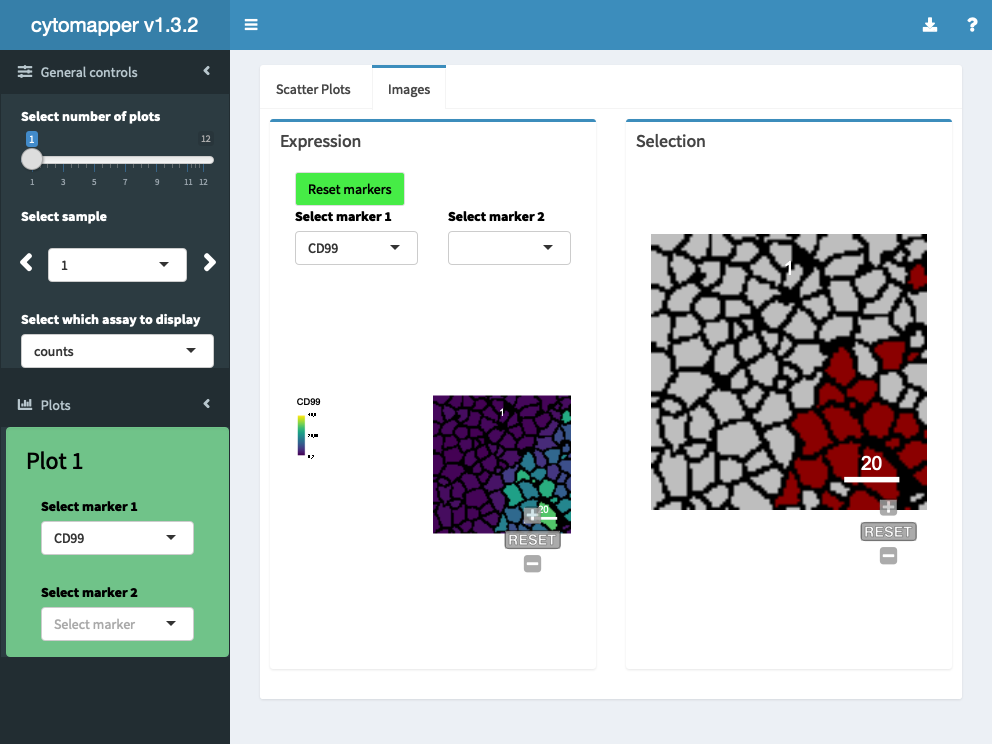 cytomapper v1.3.2
General controls
Select number of plots
1
12
1 3 5 7 9 11 12
Select sample
1
Select which assay to display
counts
Plots
Plot 1
Select marker 1
CD99
Select marker 2
Select marker
Scatter Plots
Images
Expression
Reset markers
Select marker 1
Select marker 2
CD99
CD99
1
20
RESET
Selection
1
20
RESET